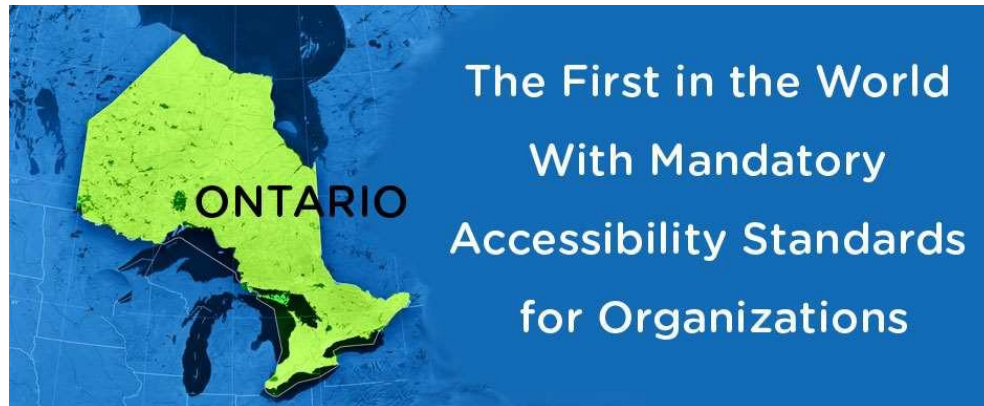 ONTARIO
The First in the World
With Mandatory
Accessibility Standards
for Organizations